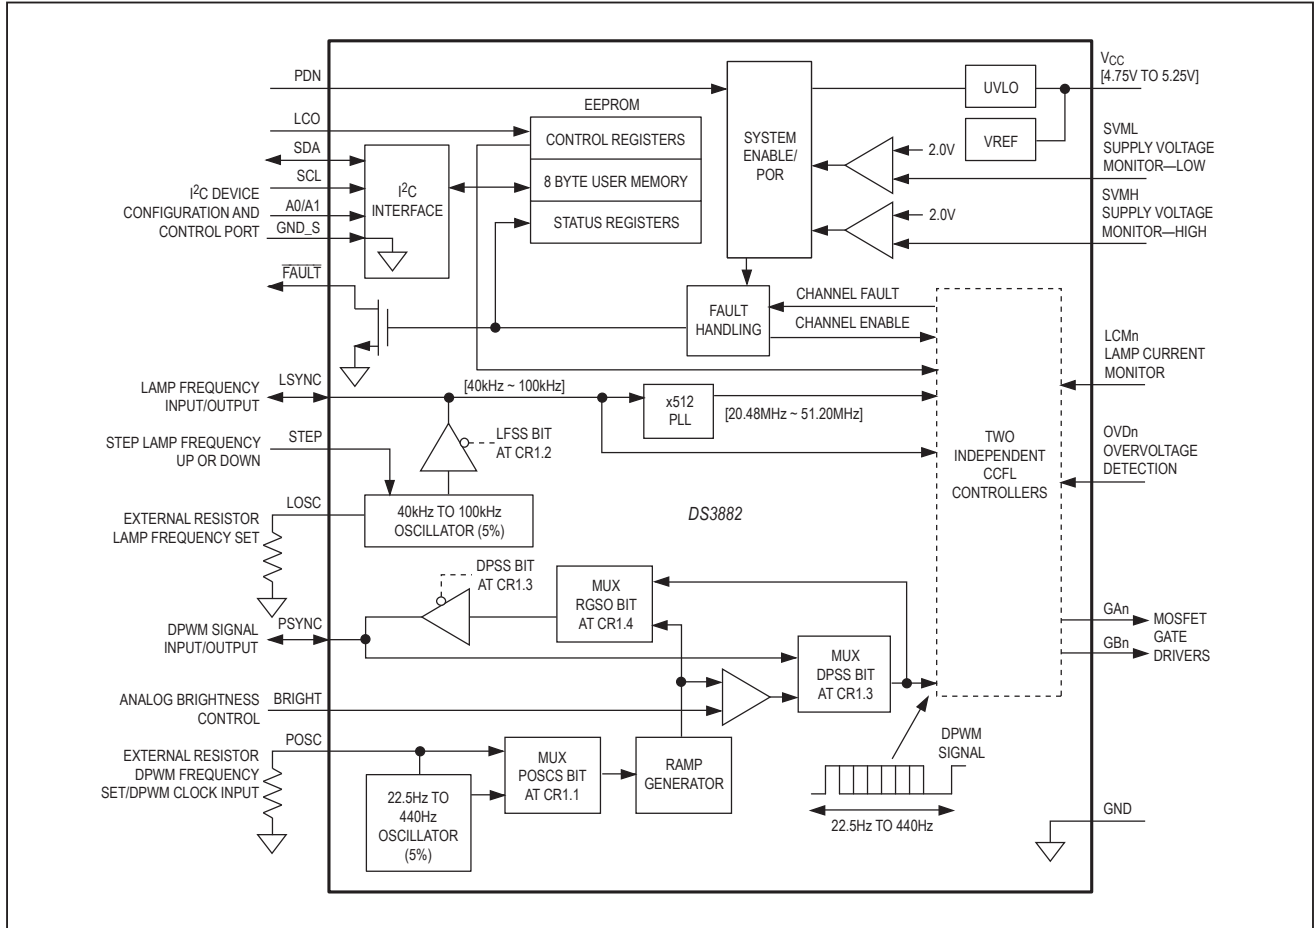 PDN
LCO
SDA
SCL
I2C DEVICE
CONFIGURATION AND
CONTROL PORT
A0/A1
GND_S
FAULT
I2C
INTERFACE
EEPROM
CONTROL REGISTERS
8 BYTE USER MEMORY
STATUS REGISTERS
SYSTEM
ENABLE/
POR
UVLO
VREF
2.0V
2.0V
VCC
[4.75V TO 5.25V]
SVML
SUPPLY VOLTAGE
MONITOR—LOW
SVMH
SUPPLY VOLTAGE
MONITOR—HIGH
FAULT
HANDLING
CHANNEL FAULT
CHANNEL ENABLE
LSYNC
LAMP FREQUENCY
INPUT/OUTPUT
[40kHz ~ 100kHz]
x512
PLL
[20.48MHz ~ 51.20MHz]
LCMn
LAMP CURRENT
MONITOR
STEP
STEP LAMP FREQUENCY
UP OR DOWN
LFSS BIT
AT CR1.2
TWO
INDEPENDENT
CCFL
CONTROLLERS
OVDn
OVERVOLTAGE
DETECTION
LOSC
EXTERNAL RESISTOR
LAMP FREQUENCY SET
40kHz TO 100kHz
OSCILLATOR (5%)
DS3882
DPSS BIT
AT CR1.3
MUX
RGSO BIT
AT CR1.4
PSYNC
DPWM SIGNAL
INPUT/OUTPUT
MUX
DPSS BIT
AT CR1.3
GAn
GBn
MOSFET
GATE
DRIVERS
ANALOG BRIGHTNESS
CONTROL
BRIGHT
POSC
EXTERNAL RESISTOR
DPWM FREQUENCY
SET/DPWM CLOCK INPUT
22.5Hz TO
440Hz
OSCILLATOR
(5%)
MUX
POSCS BIT
AT CR1.1
RAMP
GENERATOR
DPWM
SIGNAL
22.5Hz TO 440Hz
GND